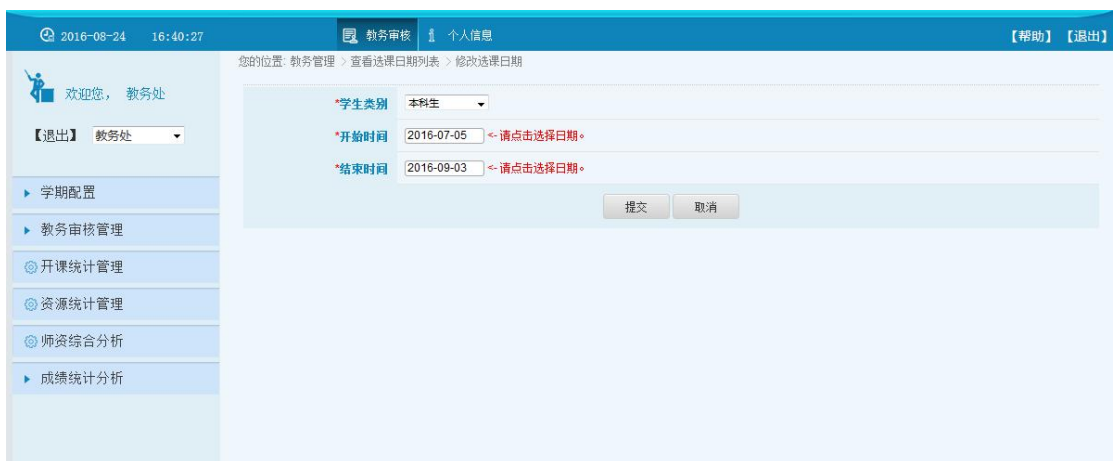 2016-08-24 16:40:27 教务审核 个人信息 【帮助】 【退出】
您的位置: 教务管理 > 查看选课日期列表 > 修改选课日期
欢迎您， 教务处
【退出】 教务处
*学生类别 本科生
*开始时间 2016-07-05 <-请点击选择日期。
*结束时间 2016-09-03 <-请点击选择日期。
提交 取消
学期配置
教务审核管理
开课统计管理
资源统计管理
师资综合分析
成绩统计分析